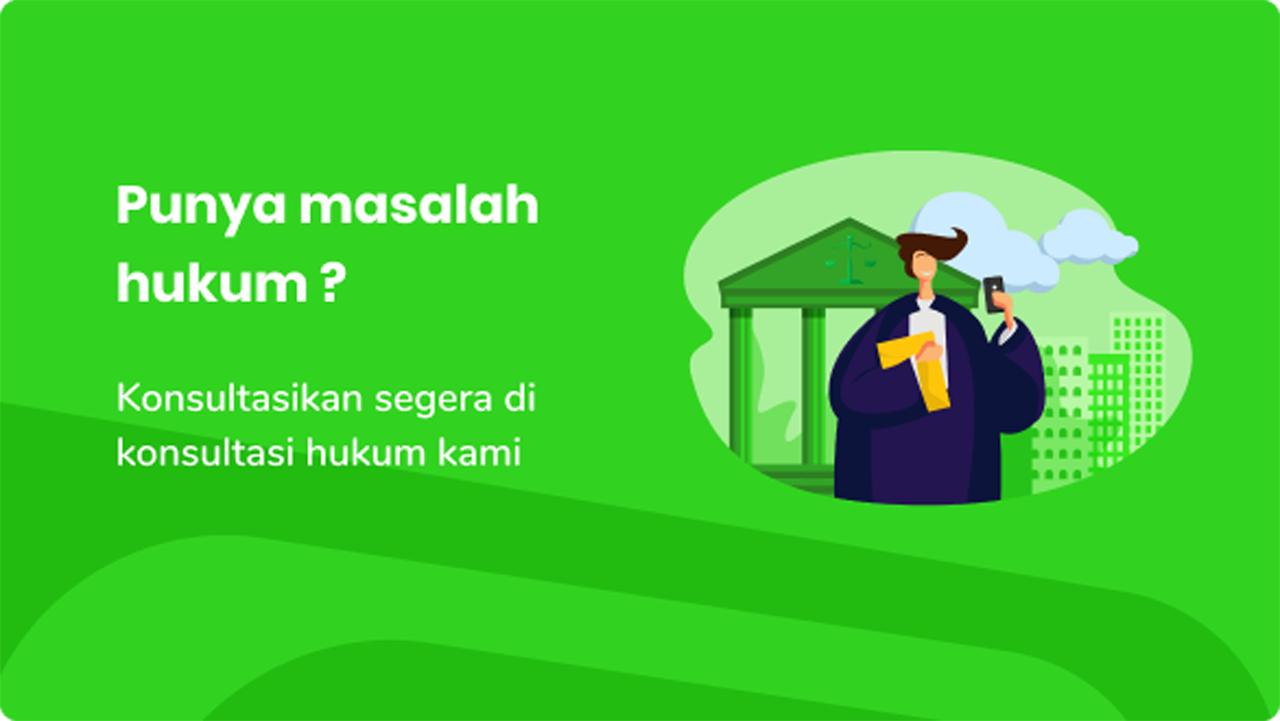 Punya masalah
hukum ?
Konsultasikan segera di
konsultasi hukum kami